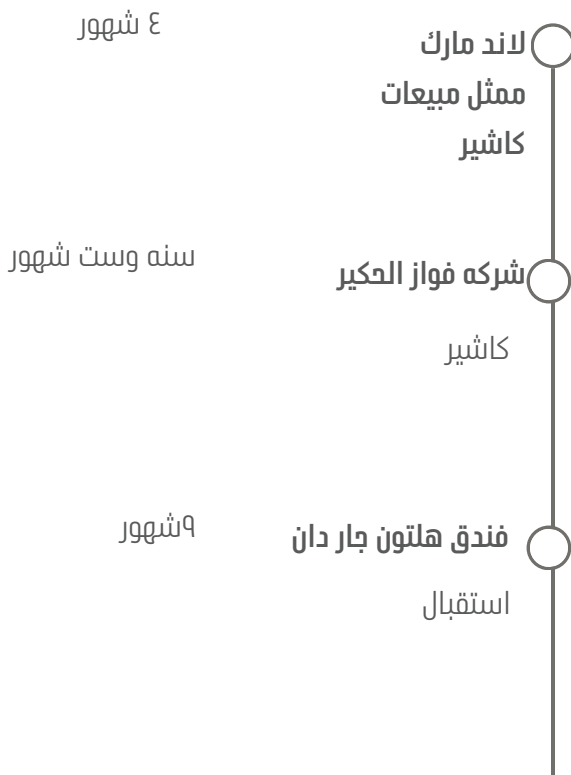 لاند مارك
٤ شهور
ممثل مبيعات
كاشير
شركه فواز الحكير
سنه وست شهور
كاشير
فندق هلتون جار دان
٩شهور
استقبال